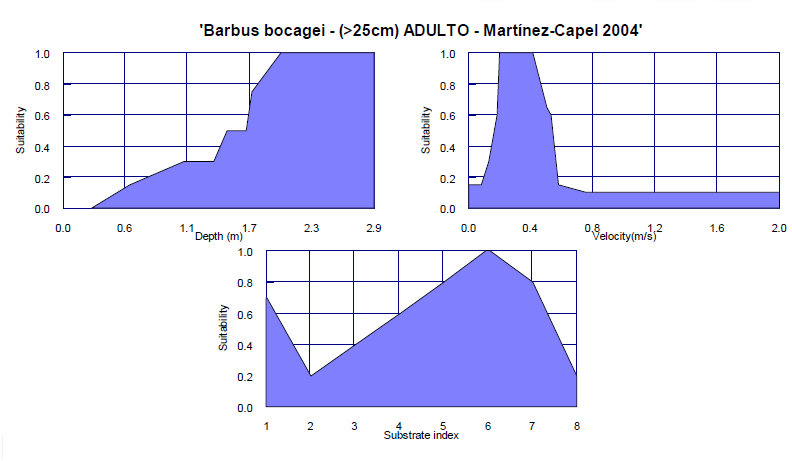 'Barbus bocagei - (>25cm) ADULTO - Martínez-Capel 2004'
Suitability
1.0
0.8
0.6
0.4
0.2
0.0
0.0 0.6 1.1 1.7 2.3 2.9
Depth (m)
Suitability
1.0
0.8
0.6
0.4
0.2
0.0
0.0 0.4 0.8 1.2 1.6 2.0
Velocity(m/s)
Suitability
1.0
0.8
0.6
0.4
0.2
0.0
1 2 3 4 5 6 7 8
Substrate index